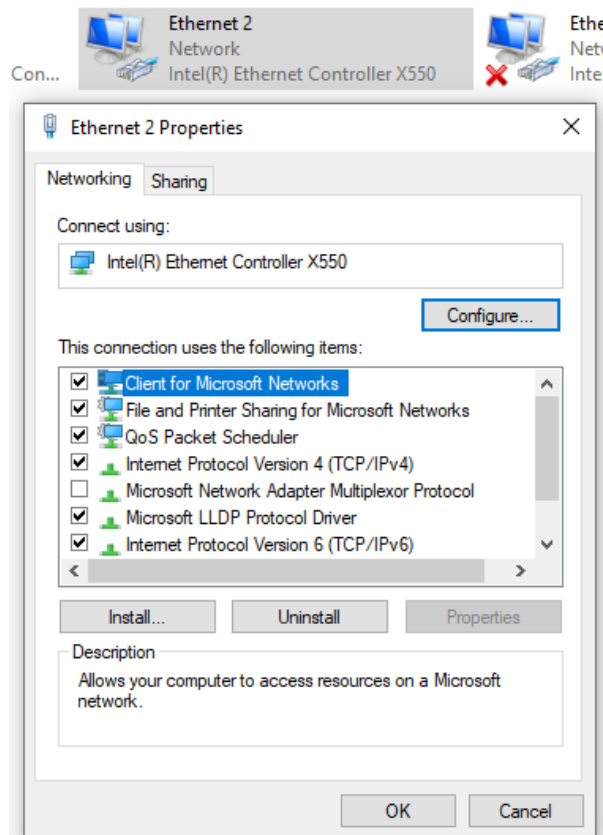 Con...
Ethernet 2
Network
Intel(R) Ethernet Controller X550
Ethe
Netw
Inte
Ethernet 2 Properties
Networking
Sharing
Connect using:
Intel(R) Ethernet Controller X550
Configure...
This connection uses the following items:
Client for Microsoft Networks
File and Printer Sharing for Microsoft Networks
QoS Packet Scheduler
Internet Protocol Version 4 (TCP/IPv4)
Microsoft Network Adapter Multiplexor Protocol
Microsoft LLDP Protocol Driver
Internet Protocol Version 6 (TCP/IPv6)
Install...
Uninstall
Properties
Description
Allows your computer to access resources on a Microsoft
network.
OK
Cancel